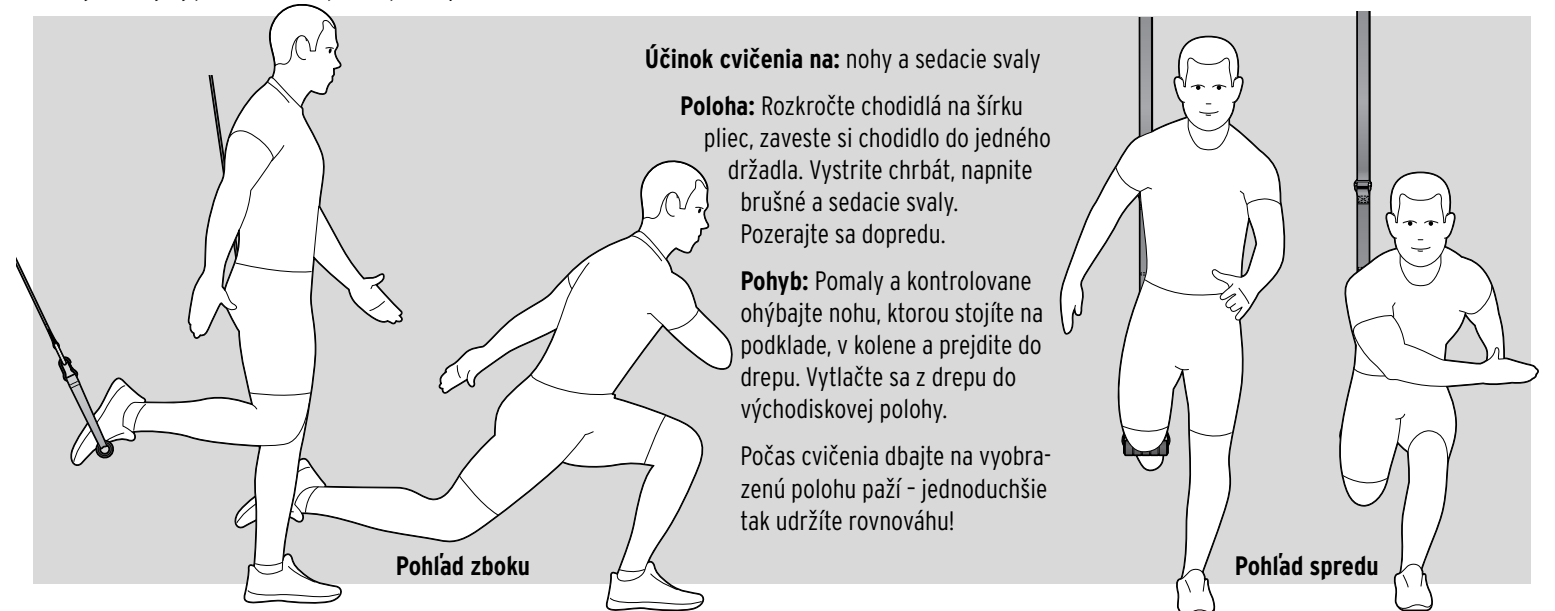 Účinok cvičenia na: nohy a sedacie svaly
Poloha: Rozkročte chodidlá na šírku
pliec, zaveste si chodidlo do jedného
držadla. Vystrite chrbát, napnite
brušné a sedacie svaly.
Pozerajte sa dopredu.
Pohyb: Pomaly a kontrolovane
ohýbajte nohu, ktorou stojíte na
podklade, v kolene a prejdite do
drepu. Vytlačte sa z drepu do
východiskovej polohy.
Počas cvičenia dbajte na vyobra-
zenú polohu paží – jednoduchšie
tak udržíte rovnováhu!
Pohľad zboku
Pohľad spredu